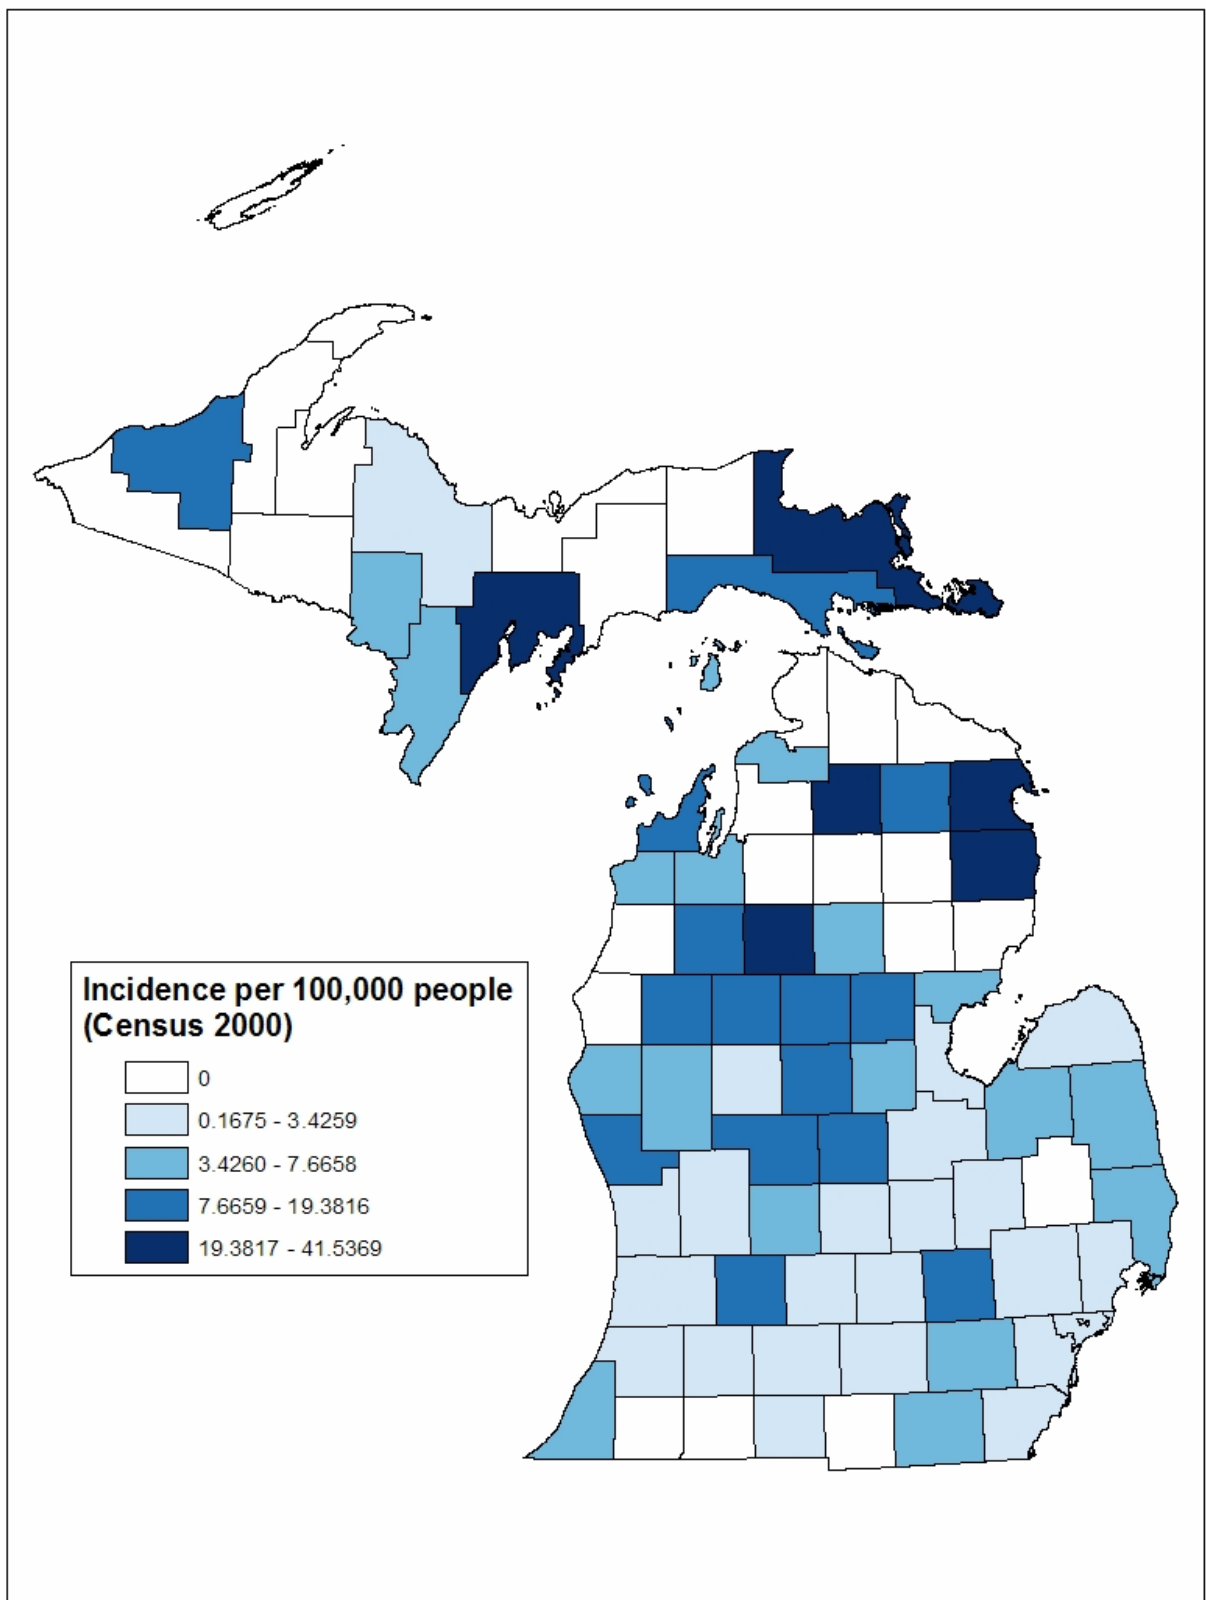 Incidence per 100,000 people
(Census 2000)
0
0.1675 - 3.4259
3.4260 - 7.6658
7.6659 - 19.3816
19.3817 - 41.5369